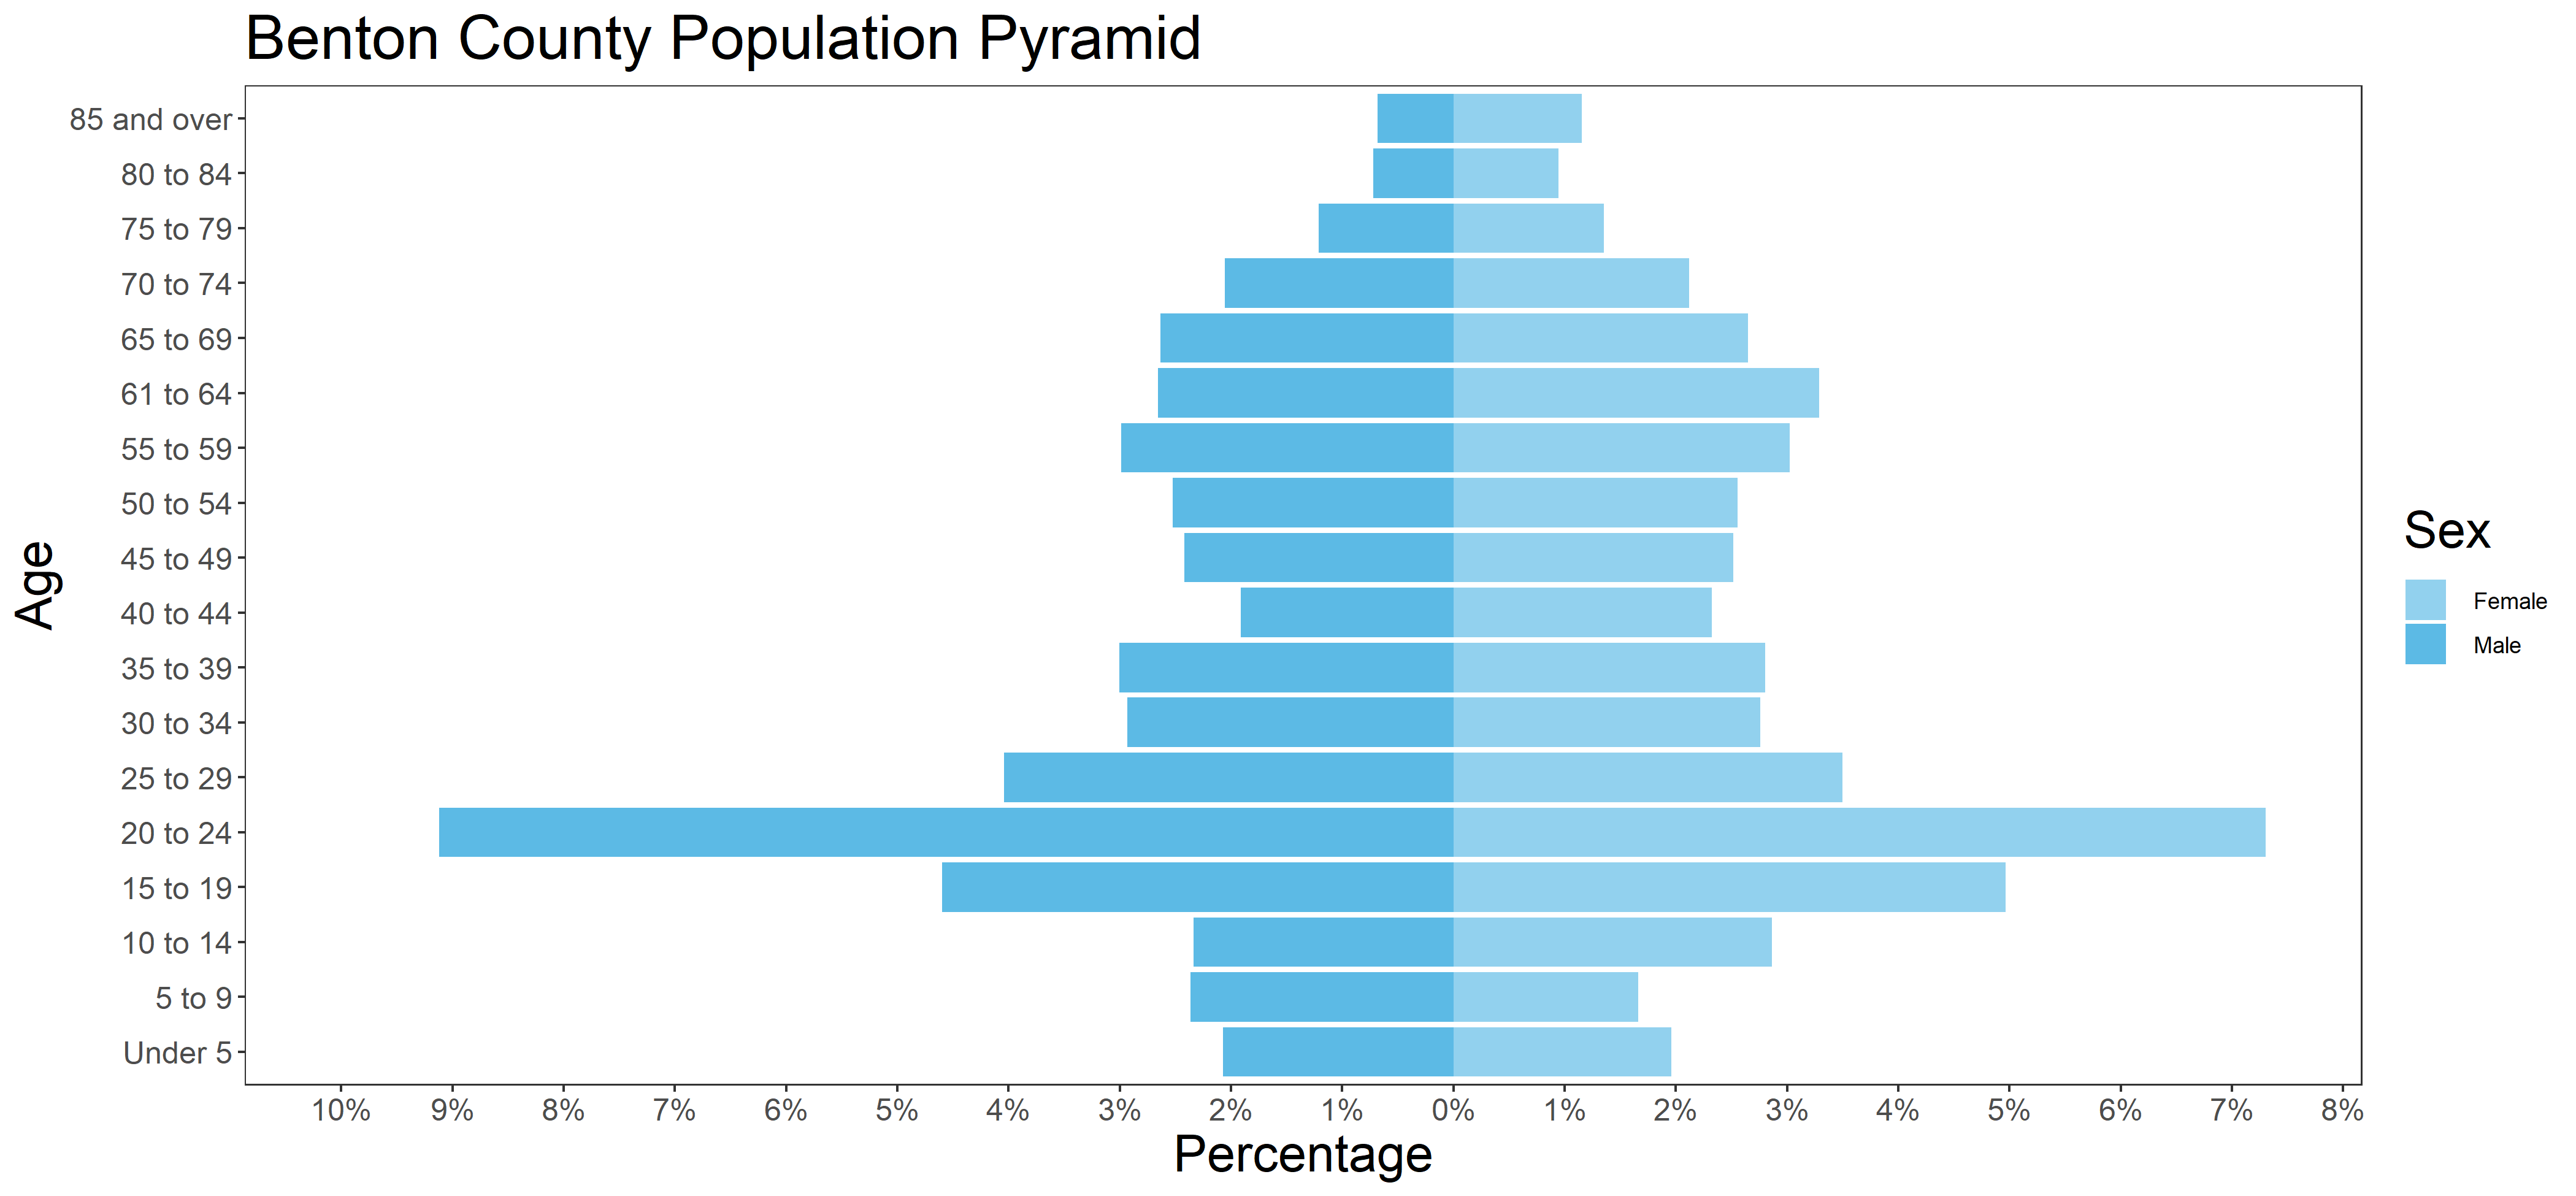 Benton County Population Pyramid
85 and over
80 to 84
75 to 79
70 to 74
65 to 69
61 to 64
55 to 59
50 to 54
45 to 49
40 to 44
35 to 39
30 to 34
25 to 29
20 to 24
15 to 19
10 to 14
5 to 9
Under 5
Age
10% 9% 8% 7% 6% 5% 4% 3% 2% 1% 0% 1% 2% 3% 4% 5% 6% 7% 8%
Percentage
Sex
Female
Male